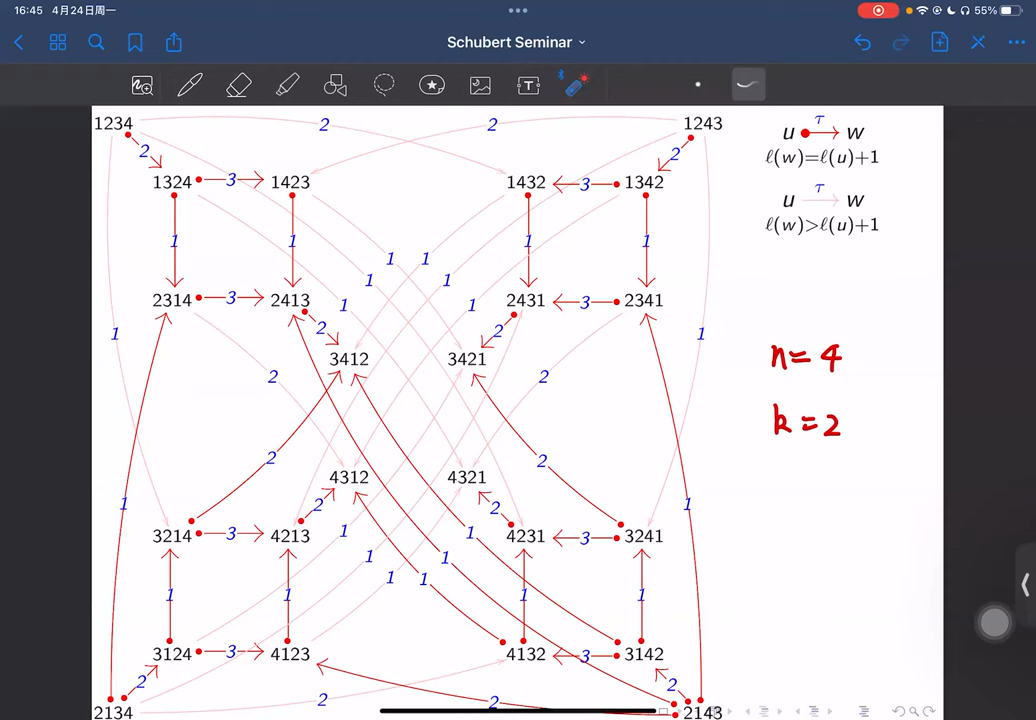 16:45 4月24日周一
55%
Schubert Seminar
1234 2 2 1243
u τ w
ℓ(w)=ℓ(u)+1
2 2
1324 3 1423 1432 3 1342
u τ w
ℓ(w)>ℓ(u)+1
1 1 1 1
1 1
1 1
2314 3 2413 2431 3 2341
1 1
1 2 2 1
3412 3421
n=4
2 2
k=2
2 2
4312 4321
1 2 2 1
3214 3 4213 1 1 4231 3 3241
1 1
1 1
1 1 1 1
3124 3 4123 4132 3 3142
2 2
2 2
2134 2143